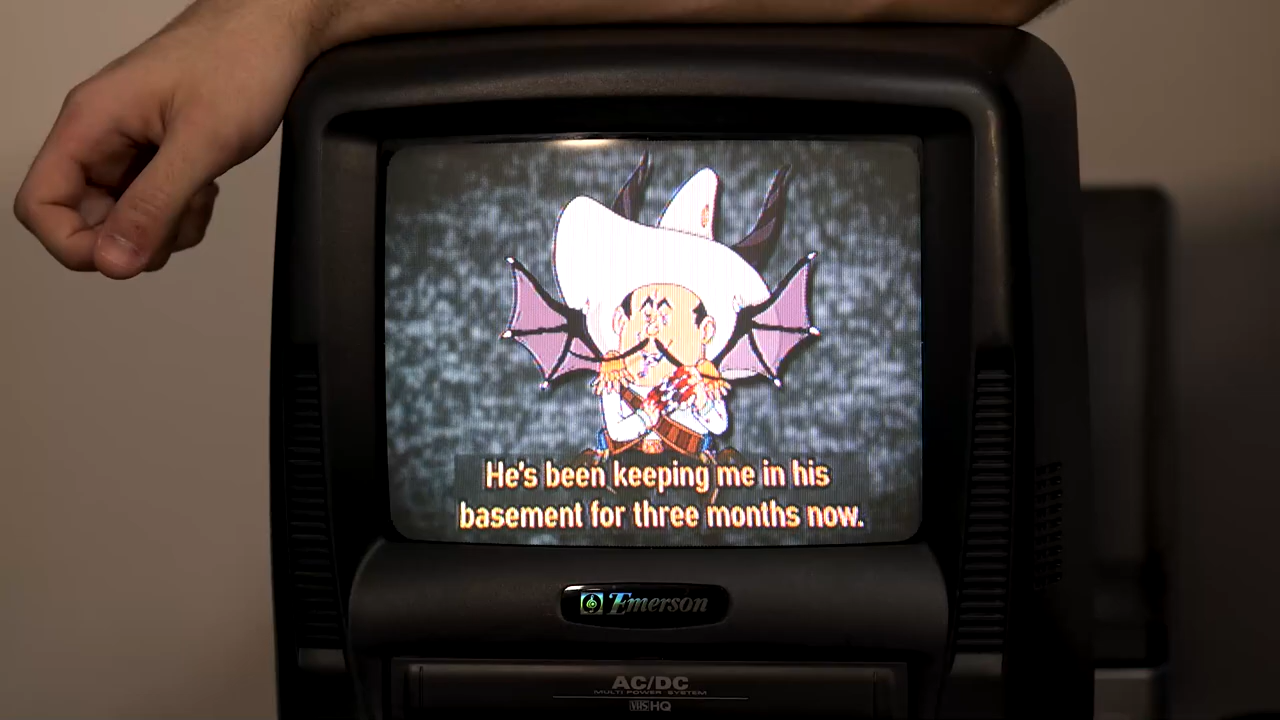 He's been keeping me in his
basement for three months now.
Emerson
AC/DC
MULTI POWER SYSTEM
VHS HQ